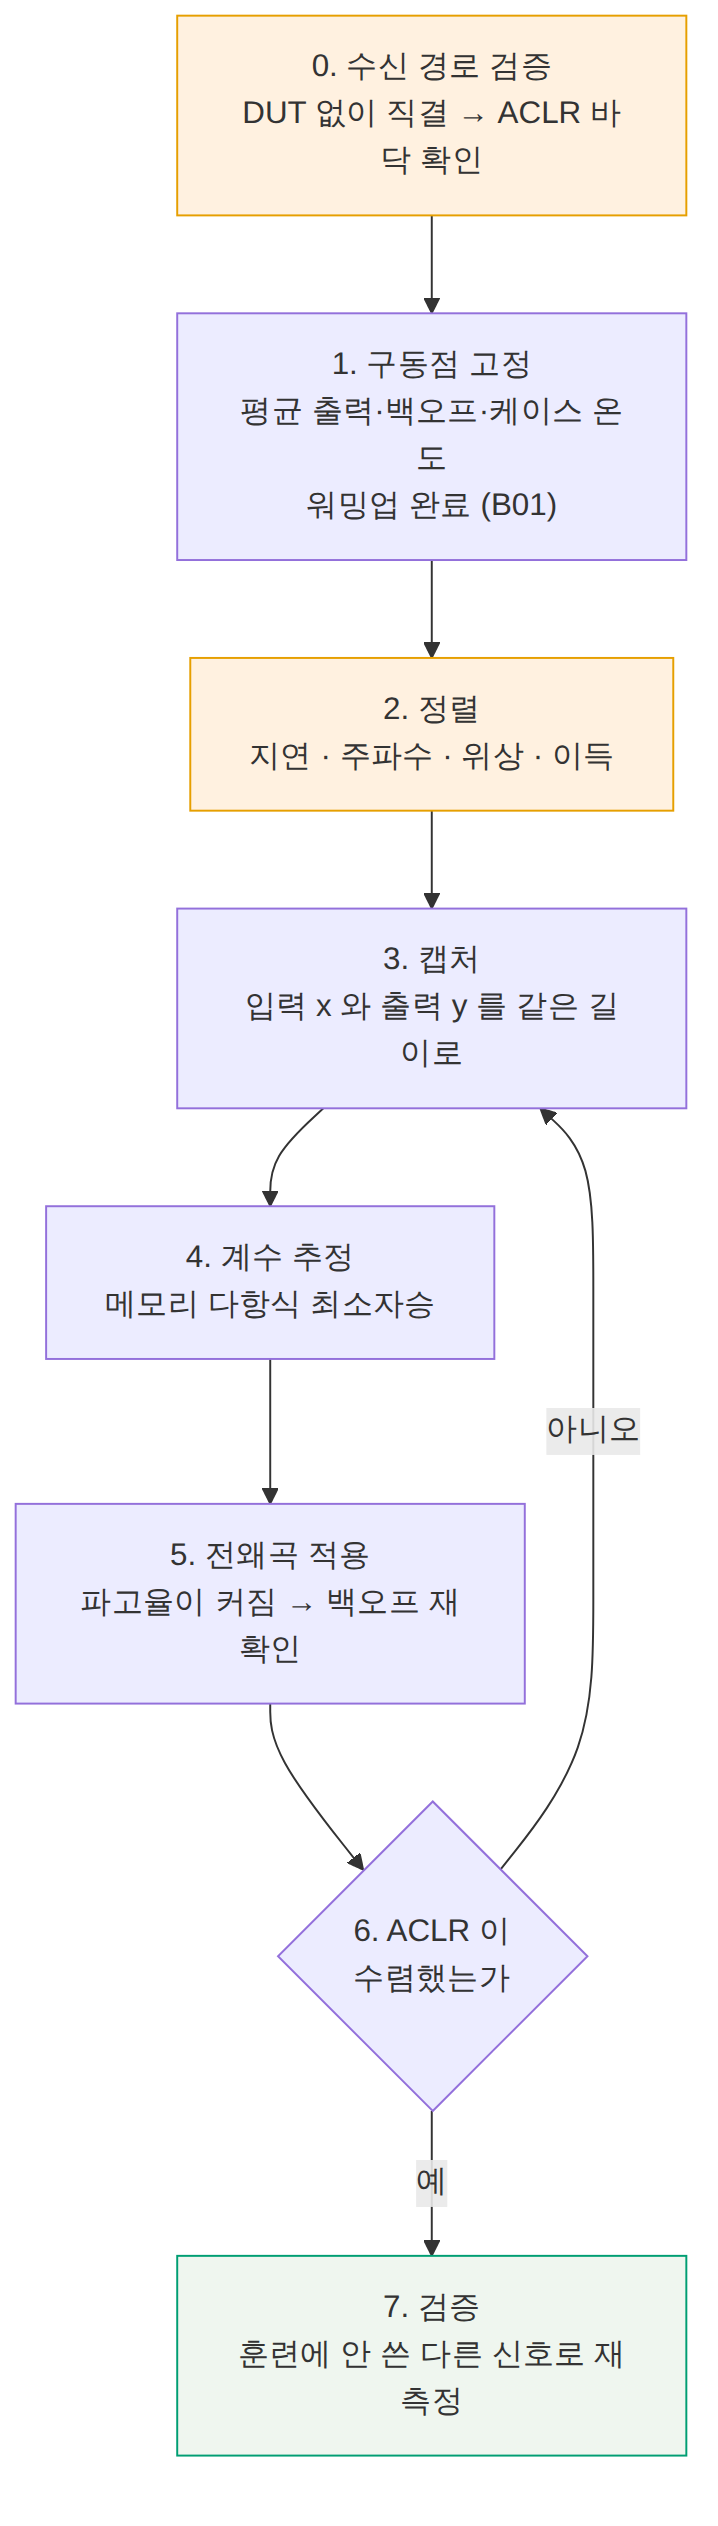 0. 수신 경로 검증
DUT 없이 직결 → ACLR 바
닥 확인
1. 구동점 고정
평균 출력·백오프·케이스 온
도
워밍업 완료 (B01)
2. 정렬
지연 · 주파수 · 위상 · 이득
3. 캡처
입력 x 와 출력 y 를 같은 길
이로
4. 계수 추정
메모리 다항식 최소자승
아니오
5. 전왜곡 적용
파고율이 커짐 → 백오프 재
확인
6. ACLR 이
수렴했는가
예
7. 검증
훈련에 안 쓴 다른 신호로 재
측정